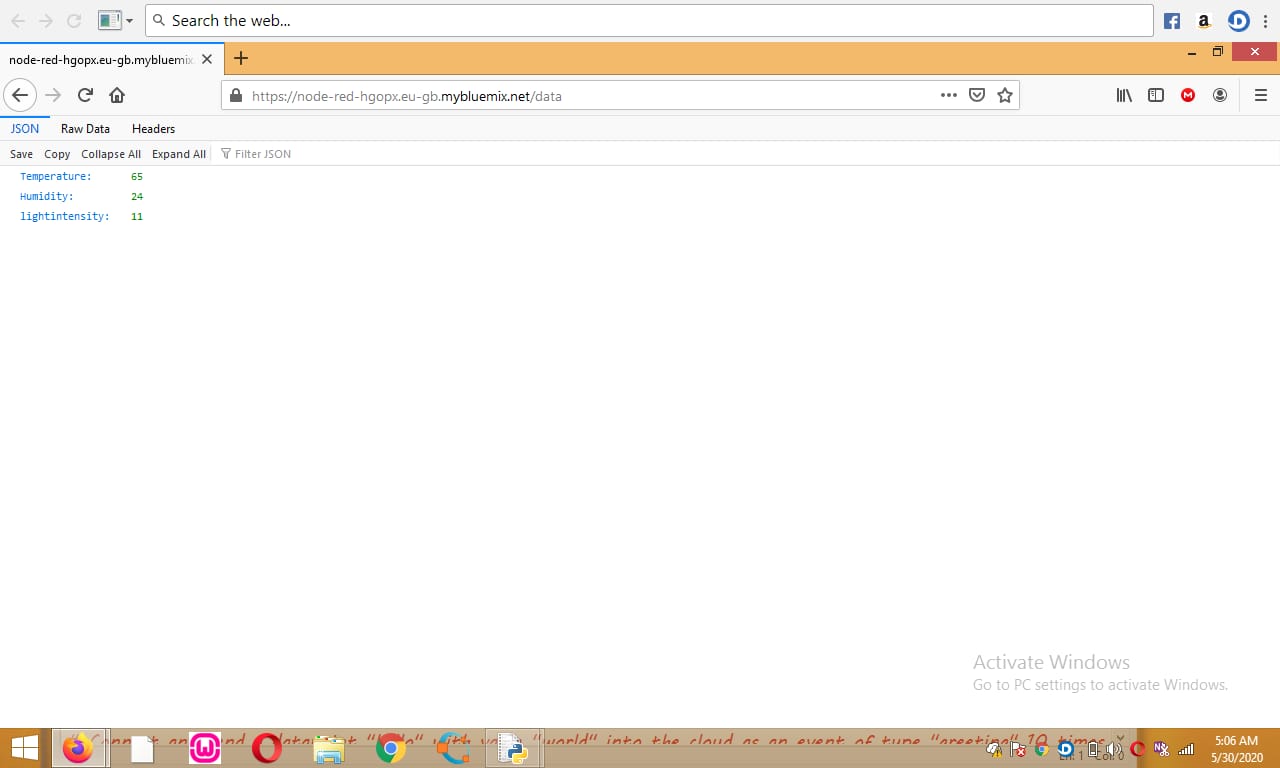 Search the web...
node-red-hgopx.eu-gb.mybluemix
https://node-red-hgopx.eu-gb.mybluemix.net/data
JSON Raw Data Headers
Save Copy Collapse All Expand All Filter JSON
Temperature: 65
Humidity: 24
lightintensity: 11
Activate Windows
Go to PC settings to activate Windows.
"world" into the cloud as an event of type "greeting" 10 times
Ln: 1 Col: 0
5:06 AM
5/30/2020